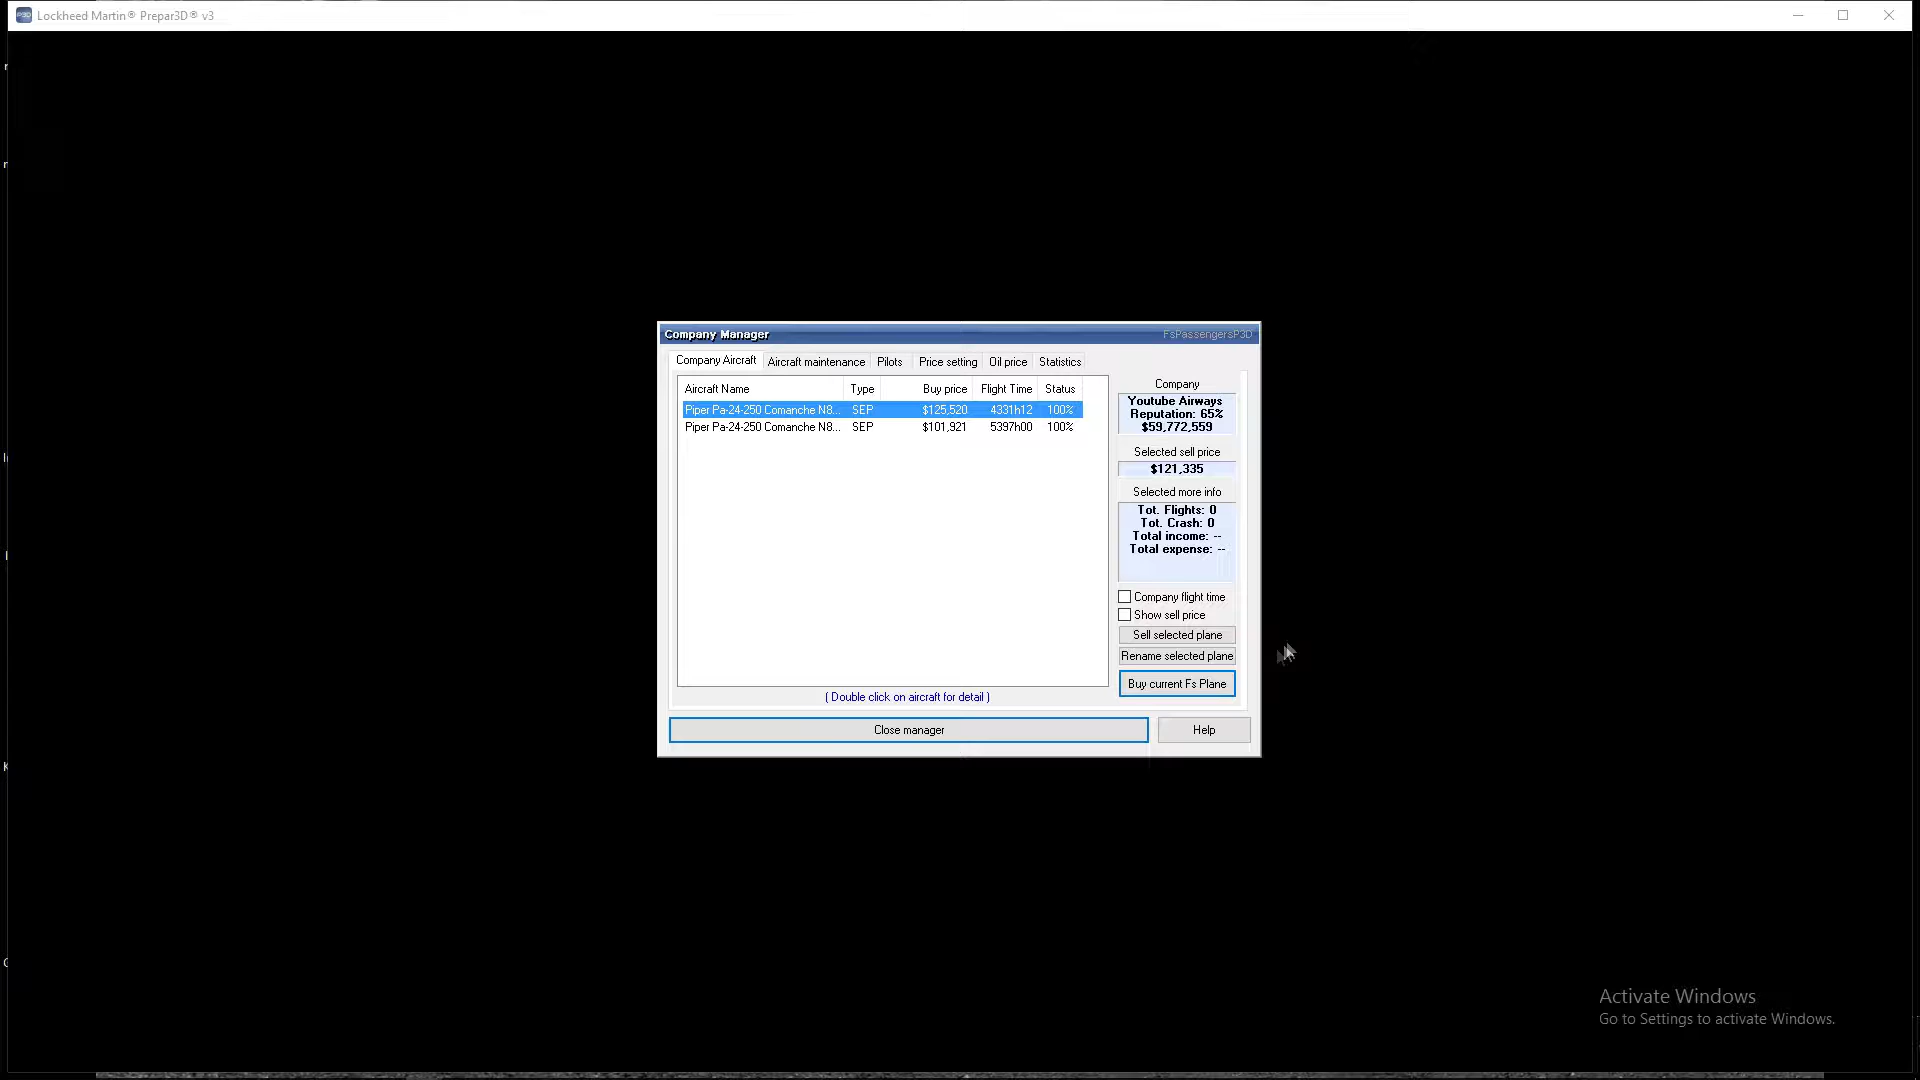 Lockheed Martin® Prepar3D® v3
Company Manager FsPassengersP3D
Company Aircraft Aircraft maintenance Pilots Price setting Oil price Statistics
Aircraft Name Type Buy price Flight Time Status
Piper Pa-24-250 Comanche N8... SEP $125,520 4331h12 100%
Piper Pa-24-250 Comanche N8... SEP $101,921 5397h00 100%
( Double click on aircraft for detail )
Company
Youtube Airways
Reputation: 65%
$59,772,559
Selected sell price
$121,335
Selected more info
Tot. Flights: 0
Tot. Crash: 0
Total income: --
Total expense: --
Company flight time
Show sell price
Sell selected plane
Rename selected plane
Buy current Fs Plane
Close manager Help
Activate Windows
Go to Settings to activate Windows.